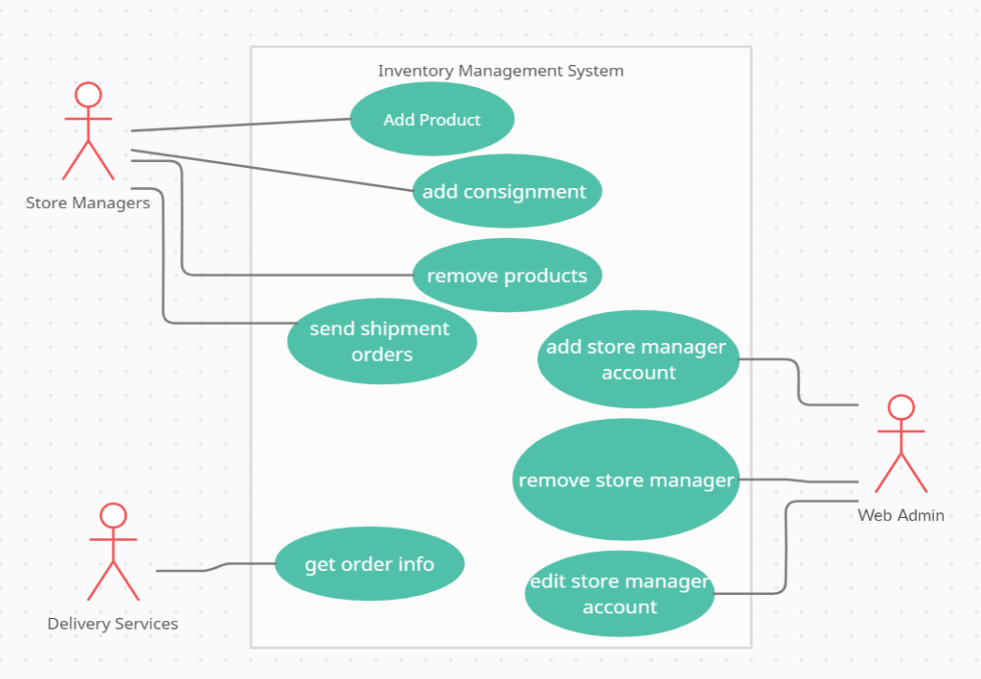 Inventory Management System
Add Product
add consignment
Store Managers
remove products
send shipment
orders
add store manager
account
remove store manager
Web Admin
get order info
edit store manager
account
Delivery Services